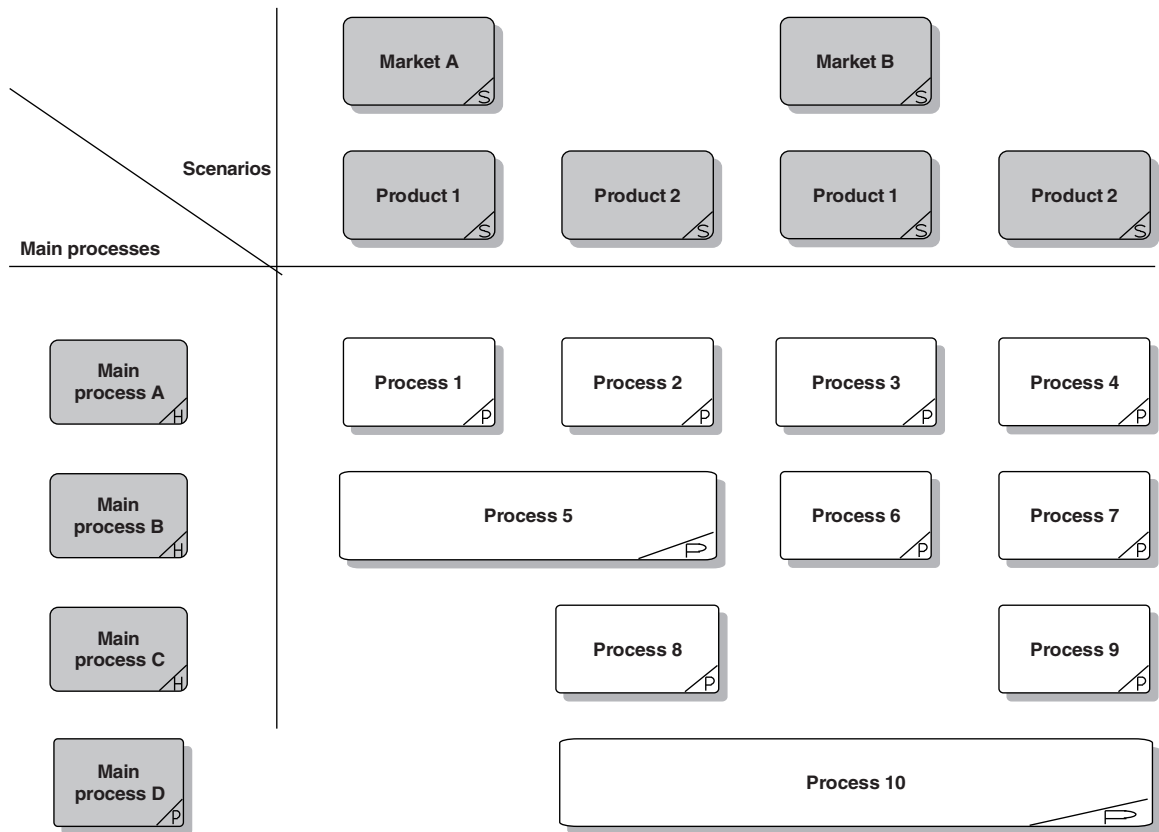 Market A
S
Market B
S
Scenarios
Product 1
S
Product 2
S
Product 1
S
Product 2
S
Main processes
Main
process A
H
Process 1
P
Process 2
P
Process 3
P
Process 4
P
Main
process B
H
Process 5
P
Process 6
P
Process 7
P
Main
process C
H
Process 8
P
Process 9
P
Main
process D
P
Process 10
P